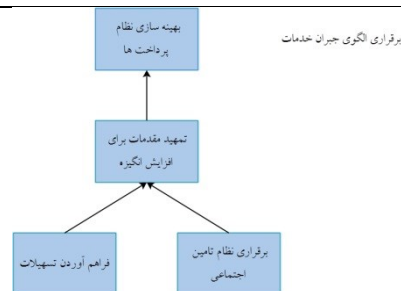 بهینه سازی نظام
پرداخت ها
برقراری الگوی جبران خدمات
تمهید مقدمات برای
افزایش انگیزه
برقراری نظام تامین
اجتماعی
فراهم آوردن تسهیلات